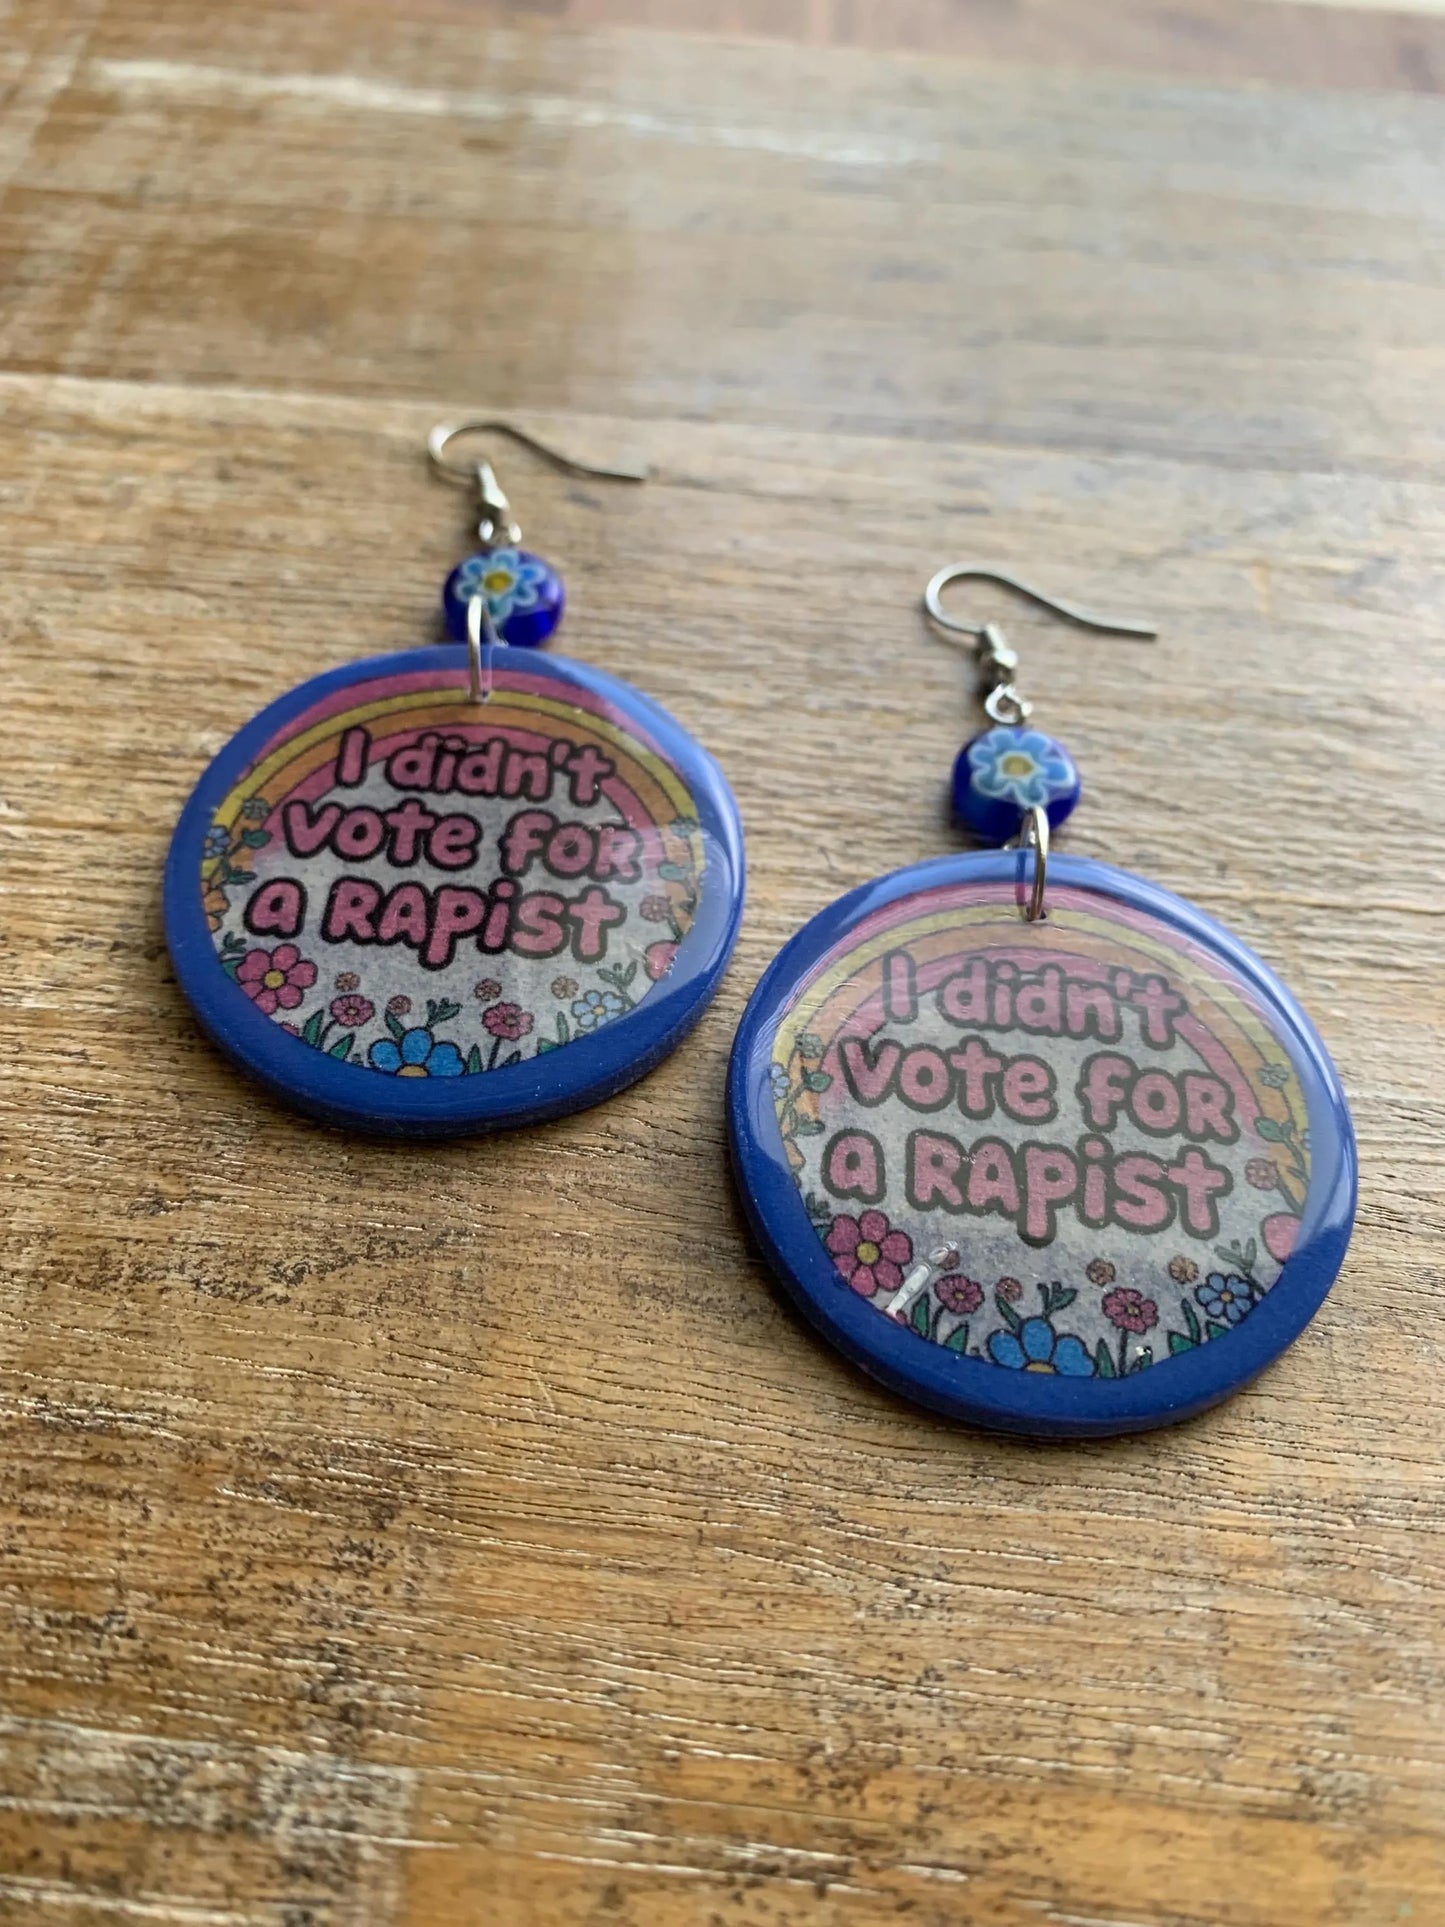 I didn't
vote for
a RAPiST
I didn't
vote for
a RAPiST